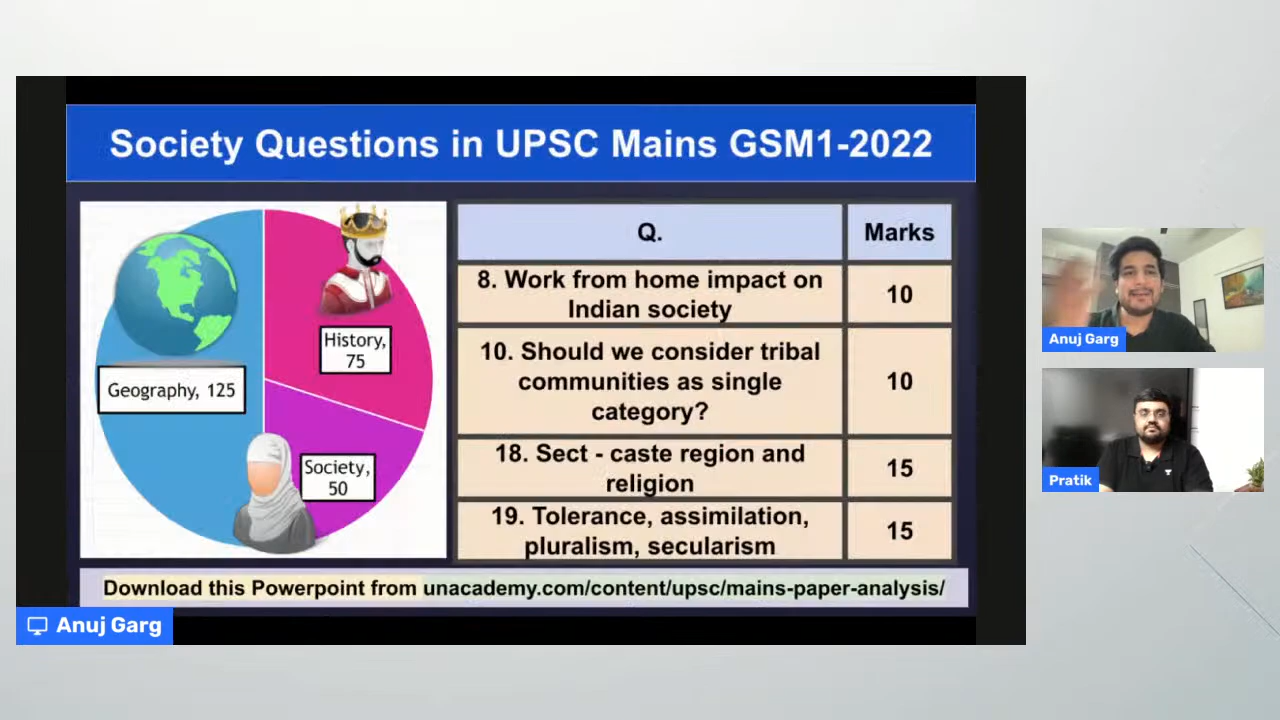 Society Questions in UPSC Mains GSM1-2022
History,
75
Geography, 125
Society,
50
Q.
Marks
8. Work from home impact on
Indian society
10
10. Should we consider tribal
communities as single
category?
10
18. Sect - caste region and
religion
15
19. Tolerance, assimilation,
pluralism, secularism
15
Download this Powerpoint from unacademy.com/content/upsc/mains-paper-analysis/
Anuj Garg
Anuj Garg
Pratik